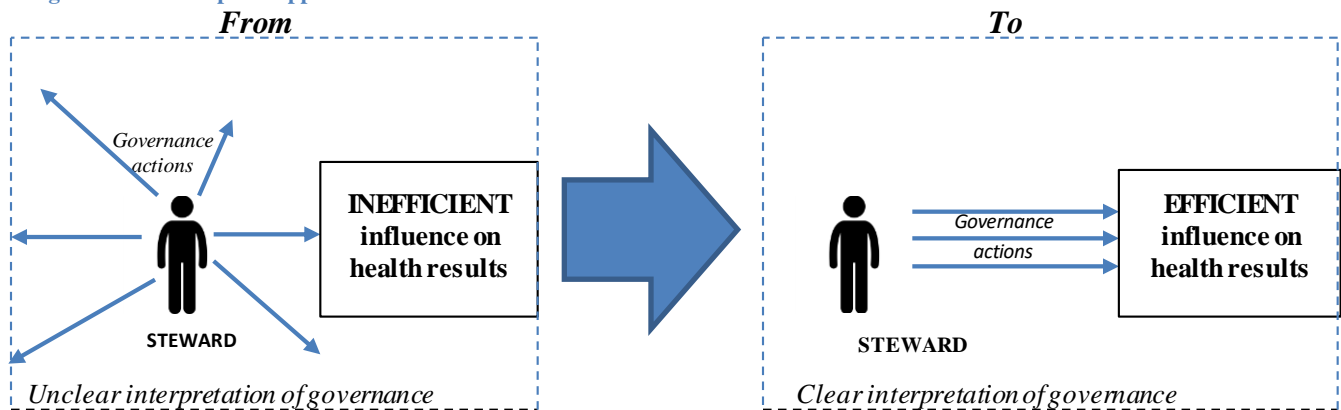 From
To
Governance
actions
INEFFICIENT
influence on
health results
STEWARD
Unclear interpretation of governance
Governance
actions
EFFICIENT
influence on
health results
STEWARD
Clear interpretation of governance